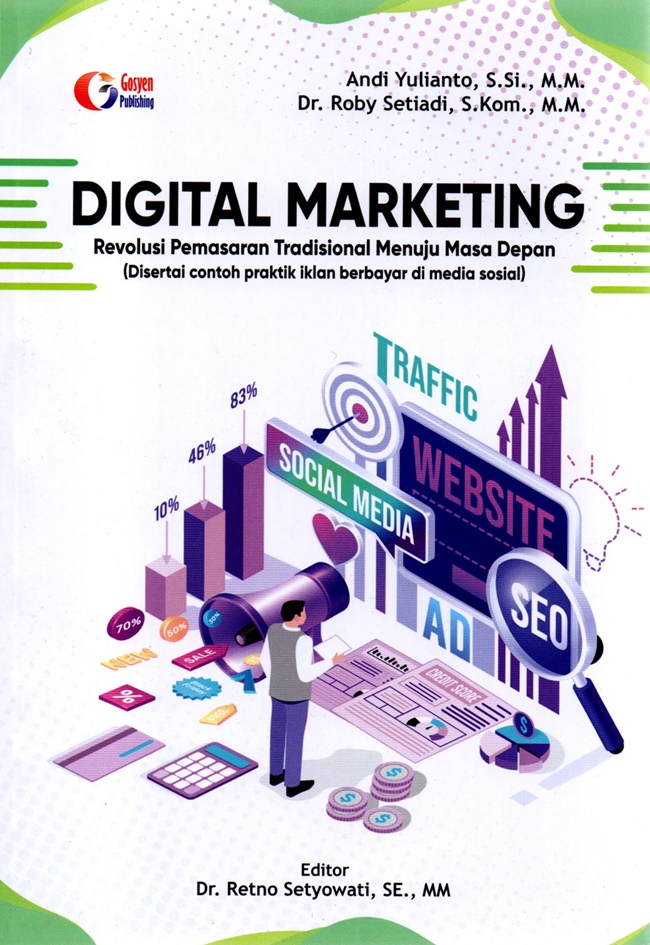 Gosyen
Publishing
Andi Yulianto, S.Si., M.M.
Dr. Roby Setiadi, S.Kom., M.M.
DIGITAL MARKETING
Revolusi Pemasaran Tradisional Menuju Masa Depan
(Disertai contoh praktik iklan berbayar di media sosial)
TRAFFIC
83%
46%
10%
WEBSITE
SOCIAL MEDIA
SEO
AD
70%
50%
30%
NEW
SALE
%
CREDIT SCORE
$
$
$
$
Editor
Dr. Retno Setyowati, SE., MM